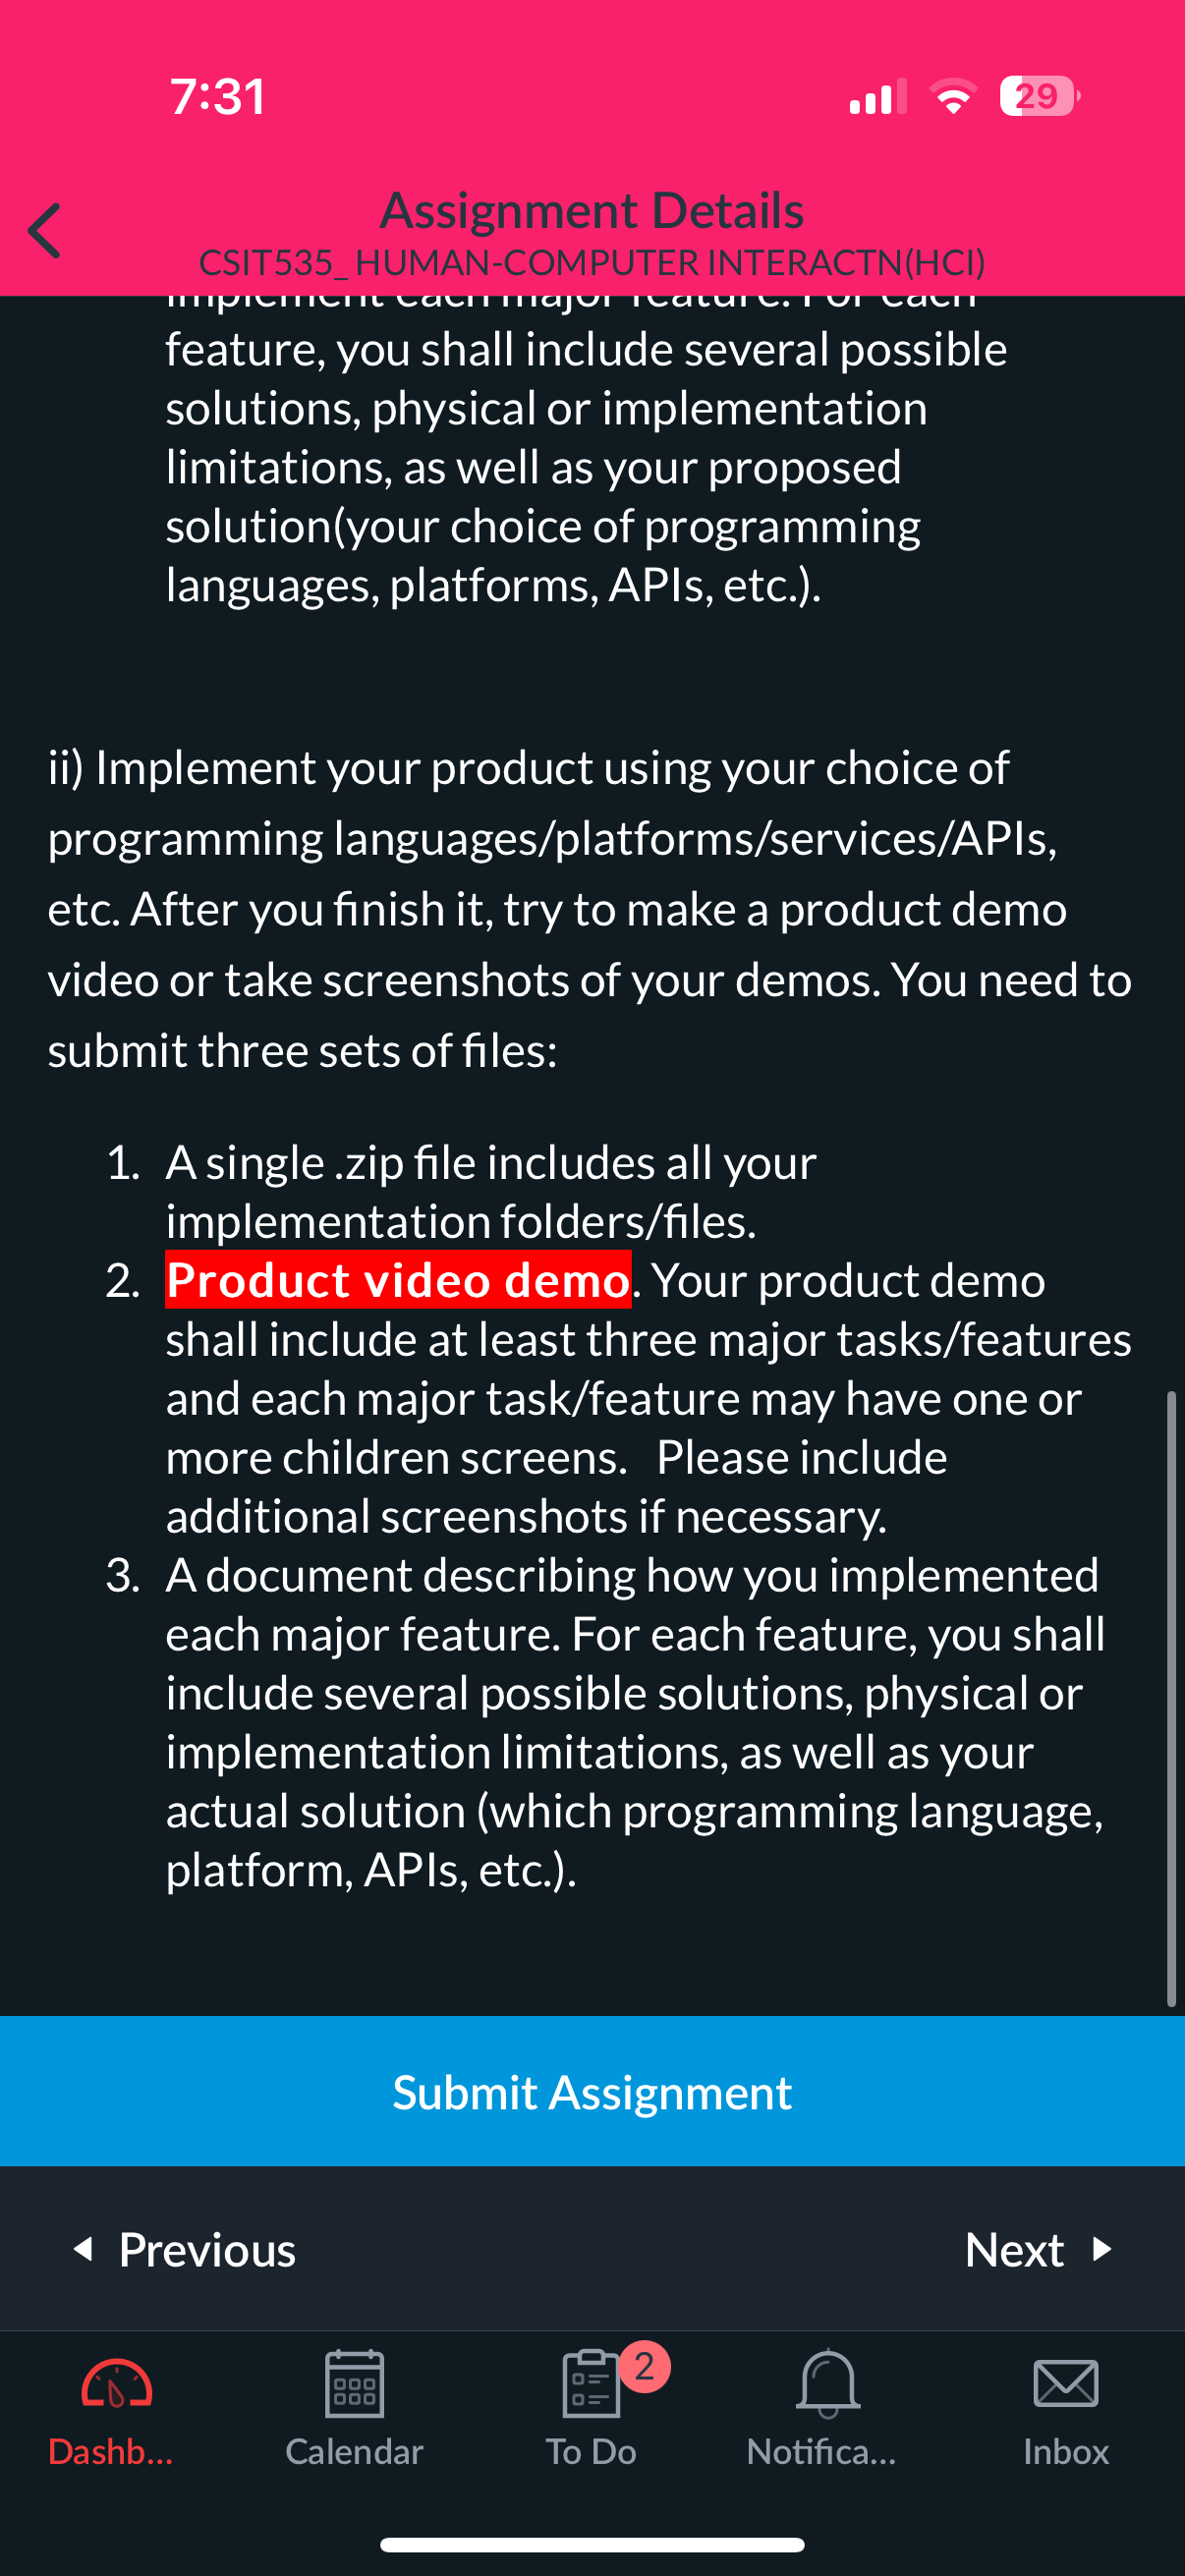 7:31
29
Assignment Details
CSIT535_ HUMAN-COMPUTER INTERACTN(HCI)
implement each major feature. For each
feature, you shall include several possible
solutions, physical or implementation
limitations, as well as your proposed
solution(your choice of programming
languages, platforms, APIs, etc.).
ii) Implement your product using your choice of
programming languages/platforms/services/APIs,
etc. After you finish it, try to make a product demo
video or take screenshots of your demos. You need to
submit three sets of files:
1. A single .zip file includes all your
implementation folders/files.
2. Product video demo. Your product demo
shall include at least three major tasks/features
and each major task/feature may have one or
more children screens.   Please include
additional screenshots if necessary.
3. A document describing how you implemented
each major feature. For each feature, you shall
include several possible solutions, physical or
implementation limitations, as well as your
actual solution (which programming language,
platform, APIs, etc.).
Submit Assignment
Previous Next
2
Dashb... Calendar To Do Notifica... Inbox